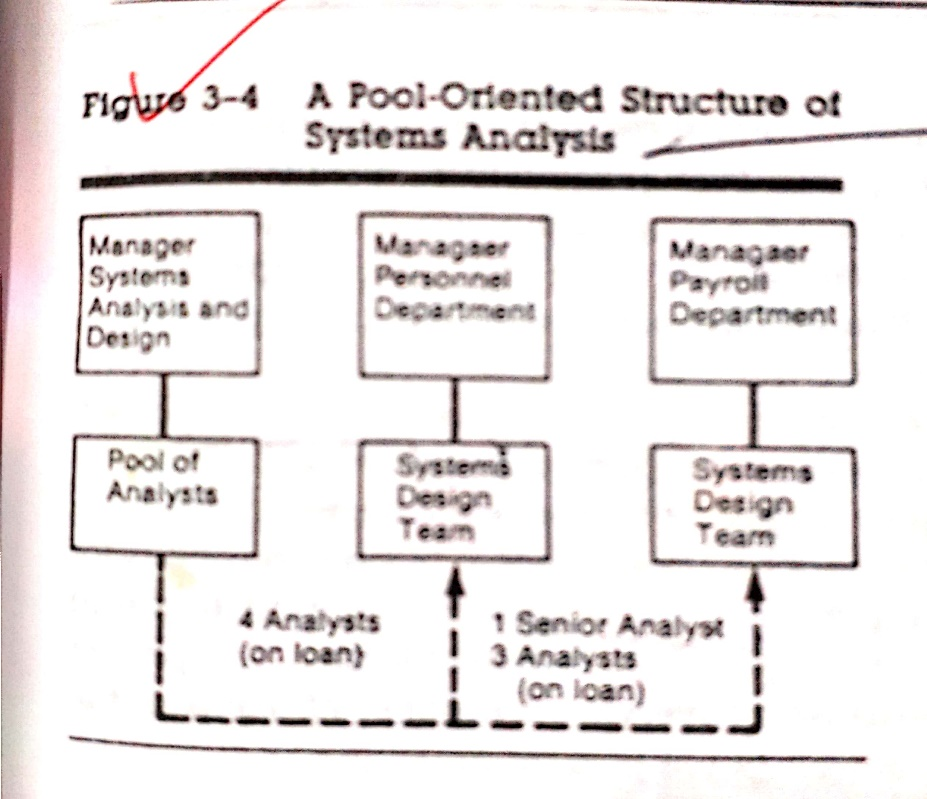 Figure 3-4 A Pool-Oriented Structure of
Systems Analysis
Manager
Systems
Analysis and
Design
Managaer
Personnel
Department
Managaer
Payroll
Department
Pool of
Analysts
Systems
Design
Team
Systems
Design
Team
4 Analysts
(on loan)
1 Senior Analyst
3 Analysts
(on loan)